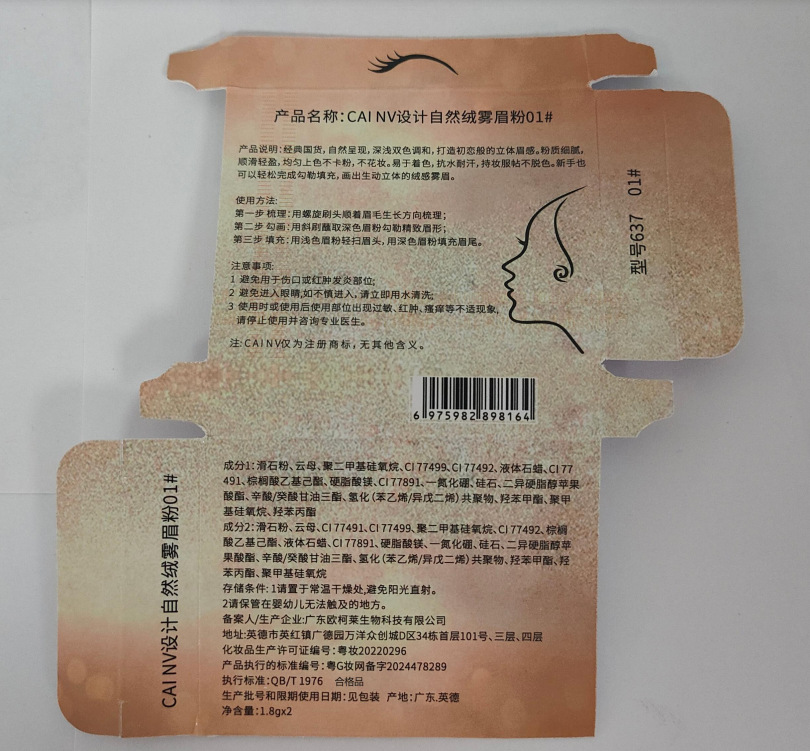 产品名称:CAI NV设计自然绒雾眉粉01#
产品说明:经典国货,自然呈现,深浅双色调和,打造初恋般的立体眉感。粉质细腻,
顺滑轻盈,均匀上色不卡粉,不花妆。易于着色,抗水耐汗,持妆服帖不脱色。新手也
可以轻松完成勾勒填充,画出生动立体的绒感雾眉。
使用方法:
第一步 梳理:用螺旋刷头顺着眉毛生长方向梳理;
第二步 勾画:用斜刷蘸取深色眉粉勾勒精致眉形;
第三步 填充:用浅色眉粉轻扫眉头,用深色眉粉填充眉尾。
注意事项:
1 避免用于伤口或红肿发炎部位;
2 避免进入眼睛,如不慎进入,请立即用水清洗;
3 使用时或使用后使用部位出现过敏、红肿、瘙痒等不适现象,
请停止使用并咨询专业医生。
注:CAI NV仅为注册商标,无其他含义。
型号637 01#
6 975982 898164
CAI NV设计自然绒雾眉粉01#
成分1:滑石粉、云母、聚二甲基硅氧烷、CI 77499、CI 77492、液体石蜡、CI 77
491、棕榈酸乙基己酯、硬脂酸镁、CI 77891、一氮化硼、硅石、二异硬脂醇苹果
酸酯、辛酸/癸酸甘油三酯、氢化(苯乙烯/异戊二烯)共聚物、羟苯甲酯、聚甲
基硅氧烷、羟苯丙酯
成分2:滑石粉、云母、CI 77491、CI 77499、聚二甲基硅氧烷、CI 77492、棕榈
酸乙基己酯、液体石蜡、CI 77891、硬脂酸镁、一氮化硼、硅石、二异硬脂醇苹
果酸酯、辛酸/癸酸甘油三酯、氢化(苯乙烯/异戊二烯)共聚物、羟苯甲酯、羟
苯丙酯、聚甲基硅氧烷
存储条件: 1请置于常温干燥处,避免阳光直射。
2请保管在婴幼儿无法触及的地方。
备案人/生产企业:广东欧柯莱生物科技有限公司
地址:英德市英红镇广德园万洋众创城D区34栋首层101号、三层、四层
化妆品生产许可证编号:粤妆20220296
产品执行的标准编号:粤G妆网备字2024478289
执行标准:QB/T 1976 合格品
生产批号和限期使用日期:见包装 产地:广东.英德
净含量:1.8gx2